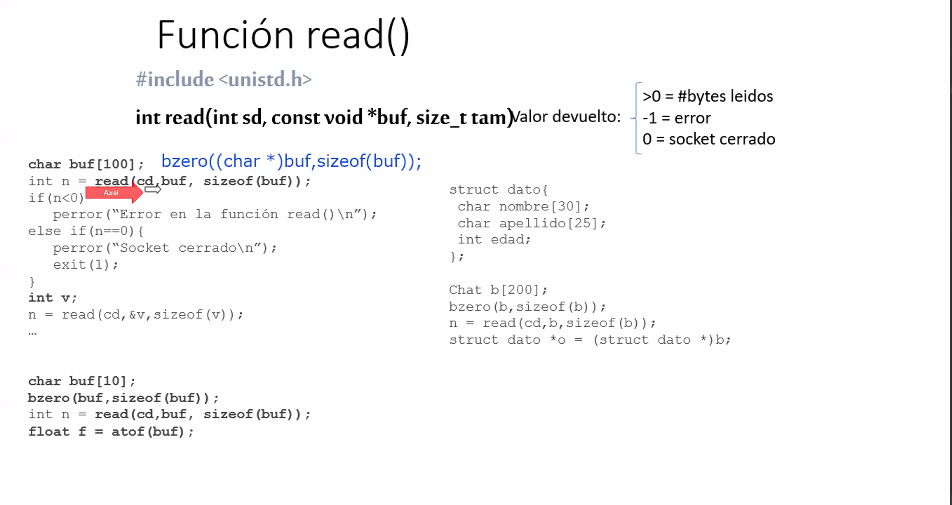 Función read()
#include <unistd.h>
int read(int sd, const void *buf, size_t tam)
Valor devuelto:
>0 = #bytes leidos
-1 = error
0 = socket cerrado
char buf[100];
bzero((char *)buf,sizeof(buf));
int n = read(cd,buf, sizeof(buf));
Axel
if(n<0)
perror(“Error en la función read()\n”);
else if(n==0){
perror(“Socket cerrado\n”);
exit(1);
}
int v;
n = read(cd,&v,sizeof(v));
…
char buf[10];
bzero(buf,sizeof(buf));
int n = read(cd,buf, sizeof(buf));
float f = atof(buf);
struct dato{
char nombre[30];
char apellido[25];
int edad;
};
Chat b[200];
bzero(b,sizeof(b));
n = read(cd,b,sizeof(b));
struct dato *o = (struct dato *)b;